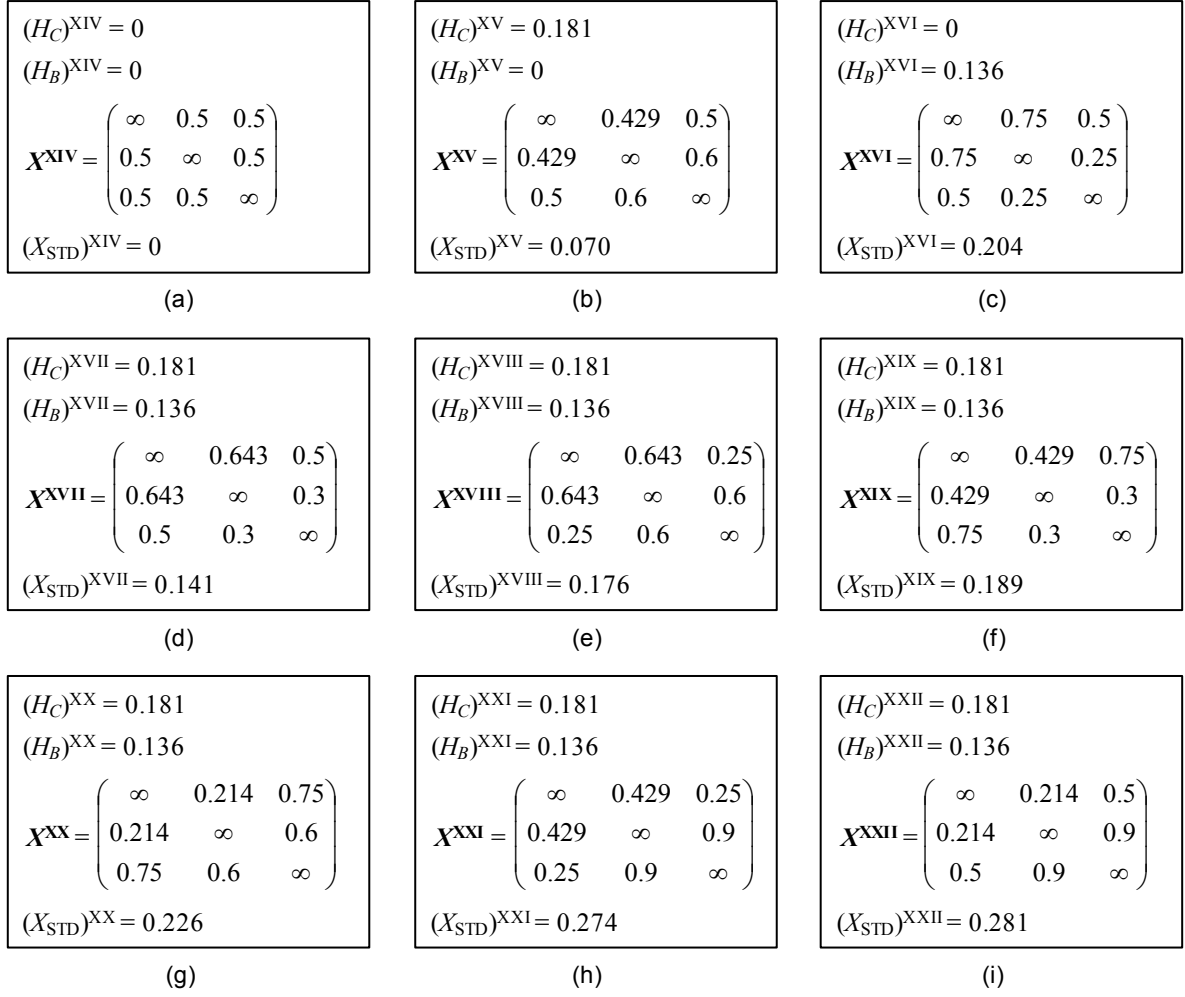 (H_C)^XIV = 0
(H_B)^XIV = 0
X^XIV = ( ∞ 0.5 0.5
0.5 ∞ 0.5
0.5 0.5 ∞ )
(X_STD)^XIV = 0
(a)
(H_C)^XV = 0.181
(H_B)^XV = 0
X^XV = ( ∞ 0.429 0.5
0.429 ∞ 0.6
0.5 0.6 ∞ )
(X_STD)^XV = 0.070
(b)
(H_C)^XVI = 0
(H_B)^XVI = 0.136
X^XVI = ( ∞ 0.75 0.5
0.75 ∞ 0.25
0.5 0.25 ∞ )
(X_STD)^XVI = 0.204
(c)
(H_C)^XVII = 0.181
(H_B)^XVII = 0.136
X^XVII = ( ∞ 0.643 0.5
0.643 ∞ 0.3
0.5 0.3 ∞ )
(X_STD)^XVII = 0.141
(d)
(H_C)^XVIII = 0.181
(H_B)^XVIII = 0.136
X^XVIII = ( ∞ 0.643 0.25
0.643 ∞ 0.6
0.25 0.6 ∞ )
(X_STD)^XVIII = 0.176
(e)
(H_C)^XIX = 0.181
(H_B)^XIX = 0.136
X^XIX = ( ∞ 0.429 0.75
0.429 ∞ 0.3
0.75 0.3 ∞ )
(X_STD)^XIX = 0.189
(f)
(H_C)^XX = 0.181
(H_B)^XX = 0.136
X^XX = ( ∞ 0.214 0.75
0.214 ∞ 0.6
0.75 0.6 ∞ )
(X_STD)^XX = 0.226
(g)
(H_C)^XXI = 0.181
(H_B)^XXI = 0.136
X^XXI = ( ∞ 0.429 0.25
0.429 ∞ 0.9
0.25 0.9 ∞ )
(X_STD)^XXI = 0.274
(h)
(H_C)^XXII = 0.181
(H_B)^XXII = 0.136
X^XXII = ( ∞ 0.214 0.5
0.214 ∞ 0.9
0.5 0.9 ∞ )
(X_STD)^XXII = 0.281
(i)